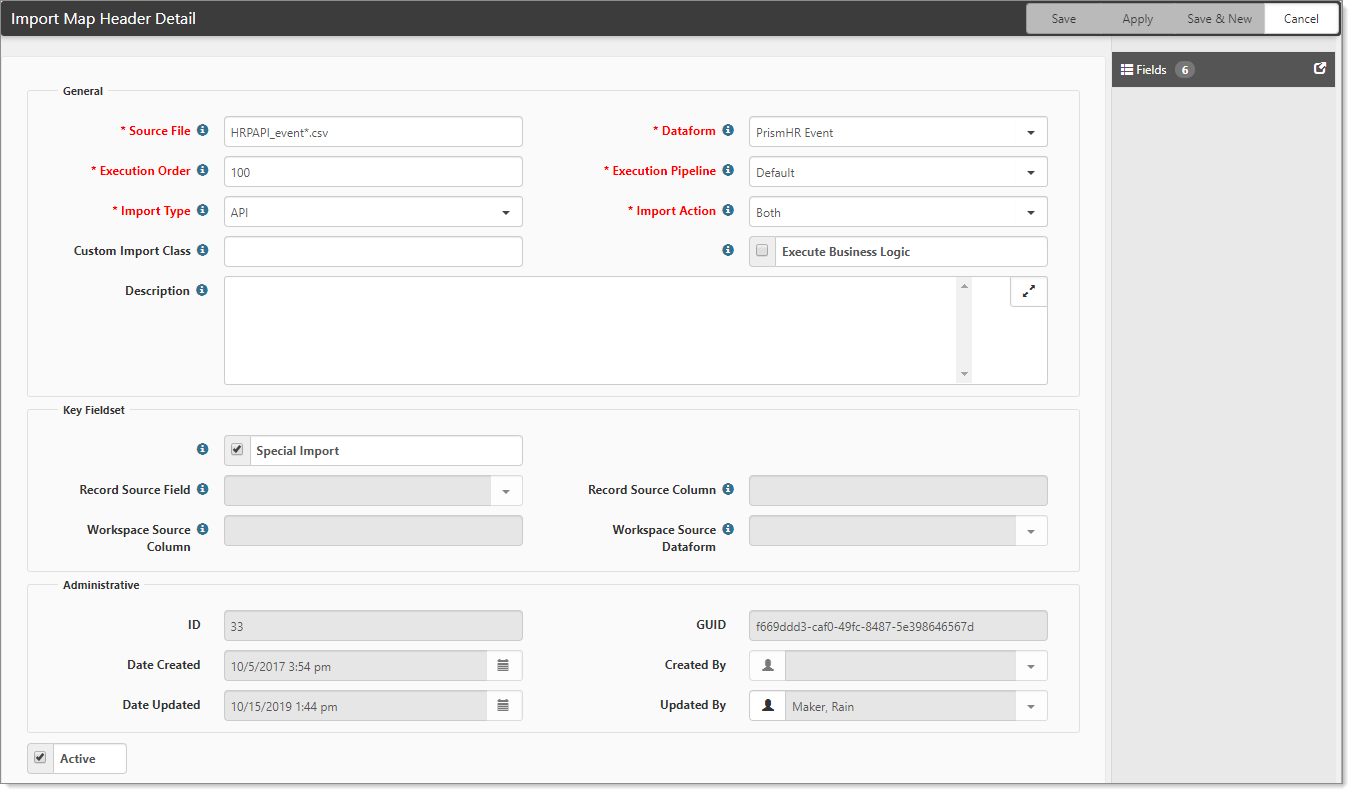 Import Map Header Detail
Save
Apply
Save & New
Cancel
Fields 6
General
* Source File
HRPAPI_event*.csv
* Dataform
PrismHR Event
* Execution Order
100
* Execution Pipeline
Default
* Import Type
API
* Import Action
Both
Custom Import Class
Execute Business Logic
Description
Key Fieldset
Special Import
Record Source Field
Record Source Column
Workspace Source
Column
Workspace Source
Dataform
Administrative
ID
33
GUID
f669ddd3-caf0-49fc-8487-5e398646567d
Date Created
10/5/2017 3:54 pm
Created By
Date Updated
10/15/2019 1:44 pm
Updated By
Maker, Rain
Active